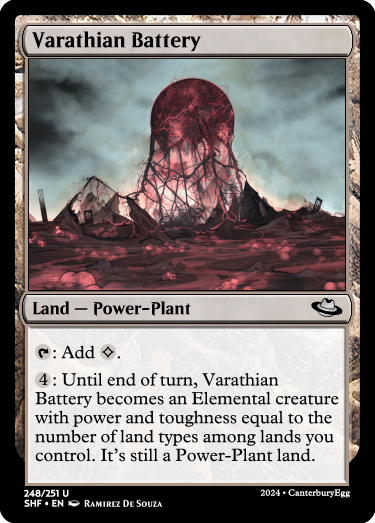 Varathian Battery
Land — Power-Plant
: Add .
4: Until end of turn, Varathian
Battery becomes an Elemental creature
with power and toughness equal to the
number of land types among lands you
control. It's still a Power-Plant land.
248/251 U
SHF • EN Ramirez De Souza
2024 • CanterburyEgg